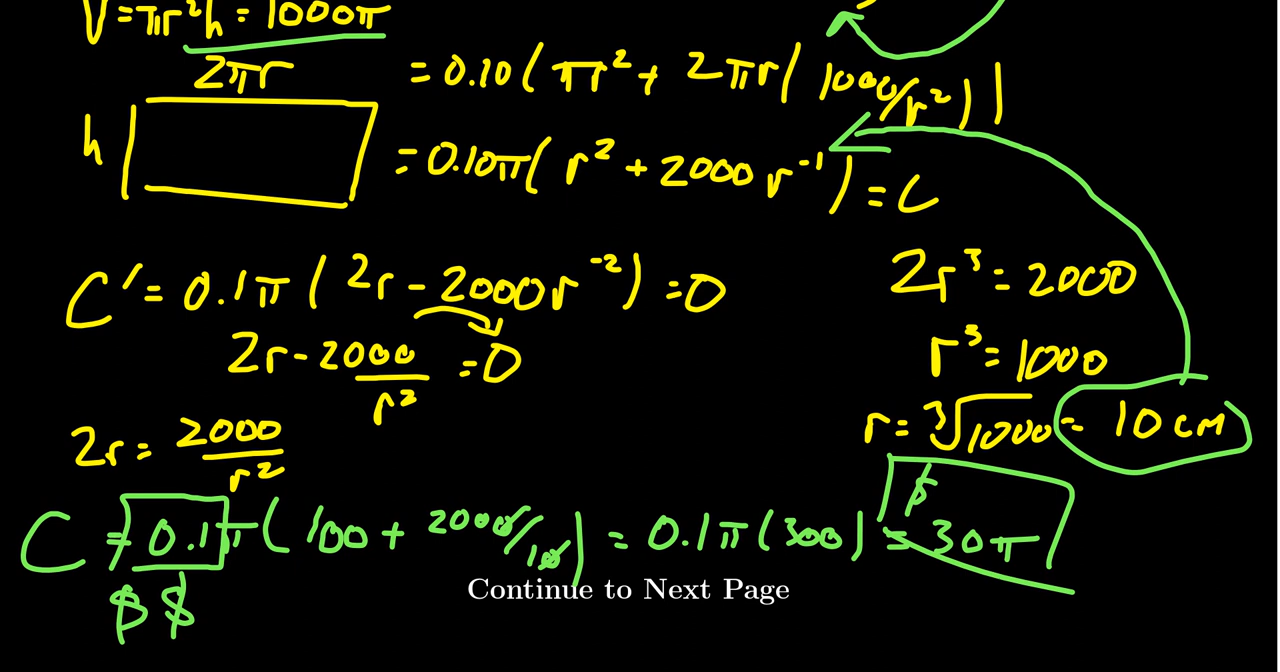 V = πr²h = 1000π
2πr
= 0.10(πr² + 2πr(1000/r²))
h
= 0.10π(r² + 2000r⁻¹) = C
C' = 0.1π(2r - 2000r⁻²) = 0
2r³ = 2000
2r - 2000/r² = 0
r³ = 1000
2r = 2000/r²
r = ∛1000 = 10 cm
C = 0.1π(100 + 2000/10) = 0.1π(300) = $30π
$ $
Continue to Next Page